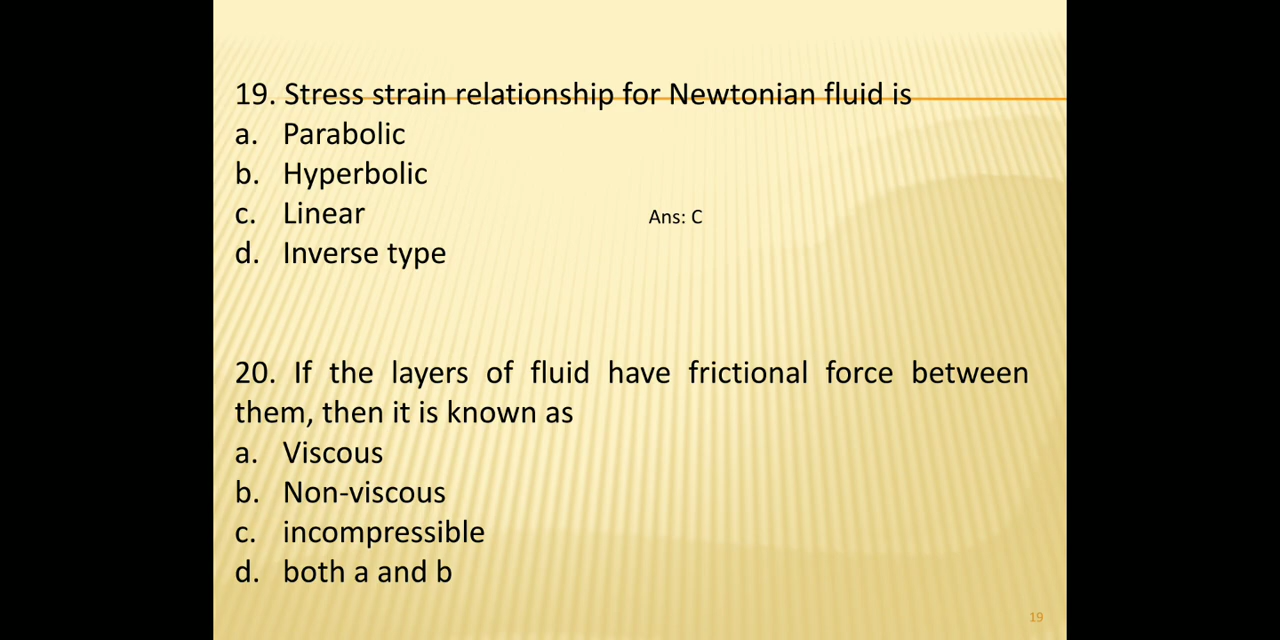 19. Stress strain relationship for Newtonian fluid is
a. Parabolic
b. Hyperbolic
c. Linear
Ans: C
d. Inverse type
20. If the layers of fluid have frictional force between
them, then it is known as
a. Viscous
b. Non-viscous
c. incompressible
d. both a and b
19